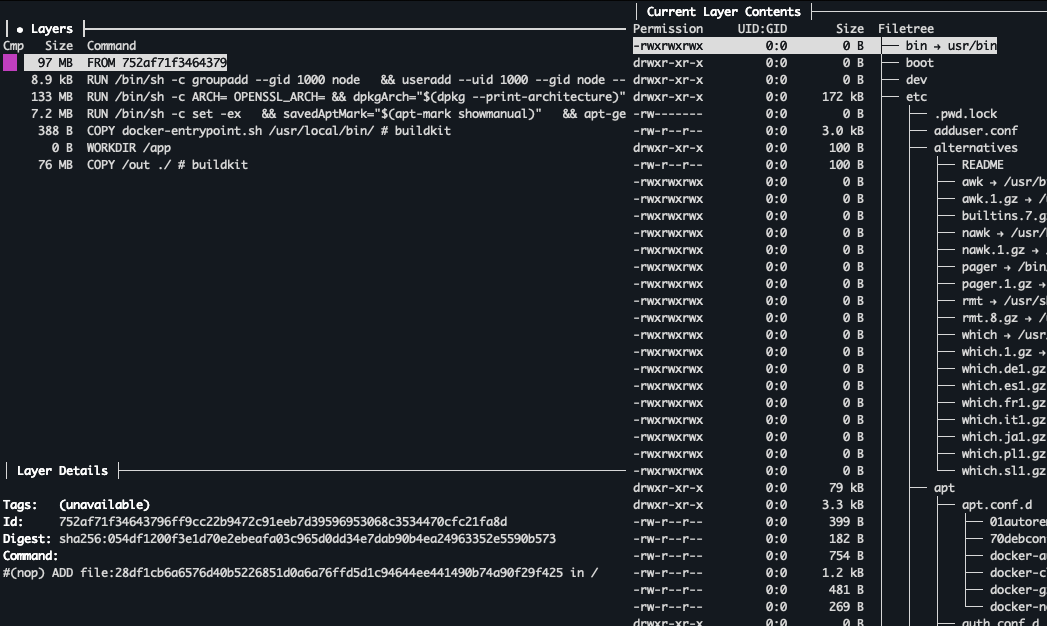 ● Layers
Cmp Size Command
97 MB FROM 752af71f3464379
8.9 kB RUN /bin/sh -c groupadd --gid 1000 node && useradd --uid 1000 --gid node --
133 MB RUN /bin/sh -c ARCH= OPENSSL_ARCH= && dpkgArch="$(dpkg --print-architecture)"
7.2 MB RUN /bin/sh -c set -ex && savedAptMark="$(apt-mark showmanual)" && apt-ge
388 B COPY docker-entrypoint.sh /usr/local/bin/ # buildkit
0 B WORKDIR /app
76 MB COPY /out ./ # buildkit
Layer Details
Tags: (unavailable)
Id: 752af71f34643796ff9cc22b9472c91eeb7d39596953068c3534470cfc21fa8d
Digest: sha256:054df1200f3e1d70e2ebeafa03c965d0dd34e7dab90b4ea24963352e5590b573
Command:
#(nop) ADD file:28df1cb6a6576d40b5226851d0a6a76ffd5d1c94644ee441490b74a90f29f425 in /
Current Layer Contents
Permission UID:GID Size Filetree
-rwxrwxrwx 0:0 0 B bin → usr/bin
drwxr-xr-x 0:0 0 B boot
drwxr-xr-x 0:0 0 B dev
drwxr-xr-x 0:0 172 kB etc
-rw------- 0:0 0 B .pwd.lock
-rw-r--r-- 0:0 3.0 kB adduser.conf
drwxr-xr-x 0:0 100 B alternatives
-rw-r--r-- 0:0 100 B README
-rwxrwxrwx 0:0 0 B awk → /usr/b
-rwxrwxrwx 0:0 0 B awk.1.gz → /
-rwxrwxrwx 0:0 0 B builtins.7.g
-rwxrwxrwx 0:0 0 B nawk → /usr/
-rwxrwxrwx 0:0 0 B nawk.1.gz →
-rwxrwxrwx 0:0 0 B pager → /bin
-rwxrwxrwx 0:0 0 B pager.1.gz →
-rwxrwxrwx 0:0 0 B rmt → /usr/s
-rwxrwxrwx 0:0 0 B rmt.8.gz → /
-rwxrwxrwx 0:0 0 B which → /usr
-rwxrwxrwx 0:0 0 B which.1.gz →
-rwxrwxrwx 0:0 0 B which.de1.gz
-rwxrwxrwx 0:0 0 B which.es1.gz
-rwxrwxrwx 0:0 0 B which.fr1.gz
-rwxrwxrwx 0:0 0 B which.it1.gz
-rwxrwxrwx 0:0 0 B which.ja1.gz
-rwxrwxrwx 0:0 0 B which.pl1.gz
-rwxrwxrwx 0:0 0 B which.sl1.gz
drwxr-xr-x 0:0 79 kB apt
drwxr-xr-x 0:0 3.3 kB apt.conf.d
-rw-r--r-- 0:0 399 B 01autore
-rw-r--r-- 0:0 182 B 70debcon
-rw-r--r-- 0:0 754 B docker-a
-rw-r--r-- 0:0 1.2 kB docker-c
-rw-r--r-- 0:0 481 B docker-g
-rw-r--r-- 0:0 269 B docker-n
drwxr-xr-x 0:0 0 B auth.conf.d